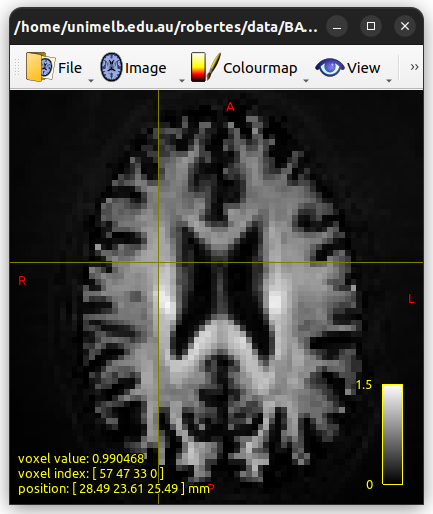 /home/unimelb.edu.au/robertes/data/BA...
File Image Colourmap View »
A
R
L
1.5
voxel value: 0.990468
voxel index: [ 57 47 33 0 ]
position: [ 28.49 23.61 25.49 ] mm
0
P